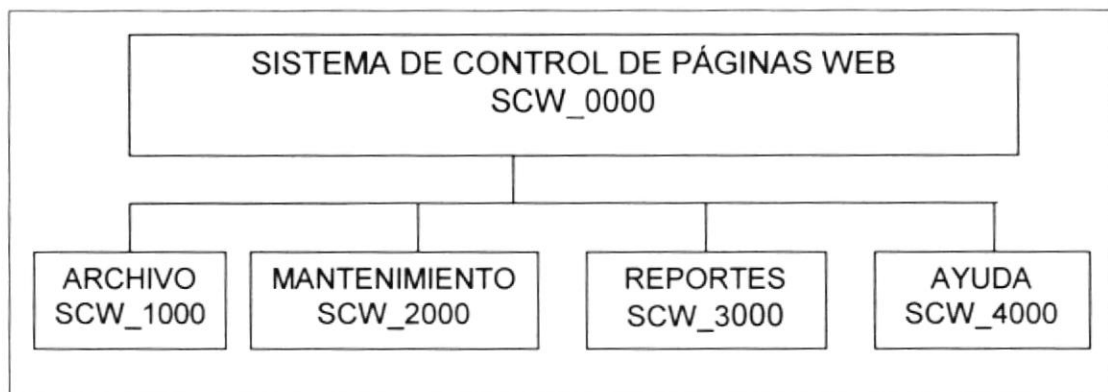 SISTEMA DE CONTROL DE PÁGINAS WEB
SCW_0000
ARCHIVO
SCW_1000
MANTENIMIENTO
SCW_2000
REPORTES
SCW_3000
AYUDA
SCW_4000